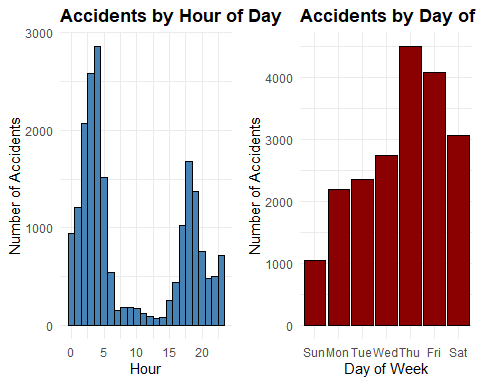 Accidents by Hour of Day
Number of Accidents
3000
2000
1000
0
0 5 10 15 20
Hour
Accidents by Day of
Number of Accidents
4000
3000
2000
1000
0
Sun Mon Tue Wed Thu Fri Sat
Day of Week